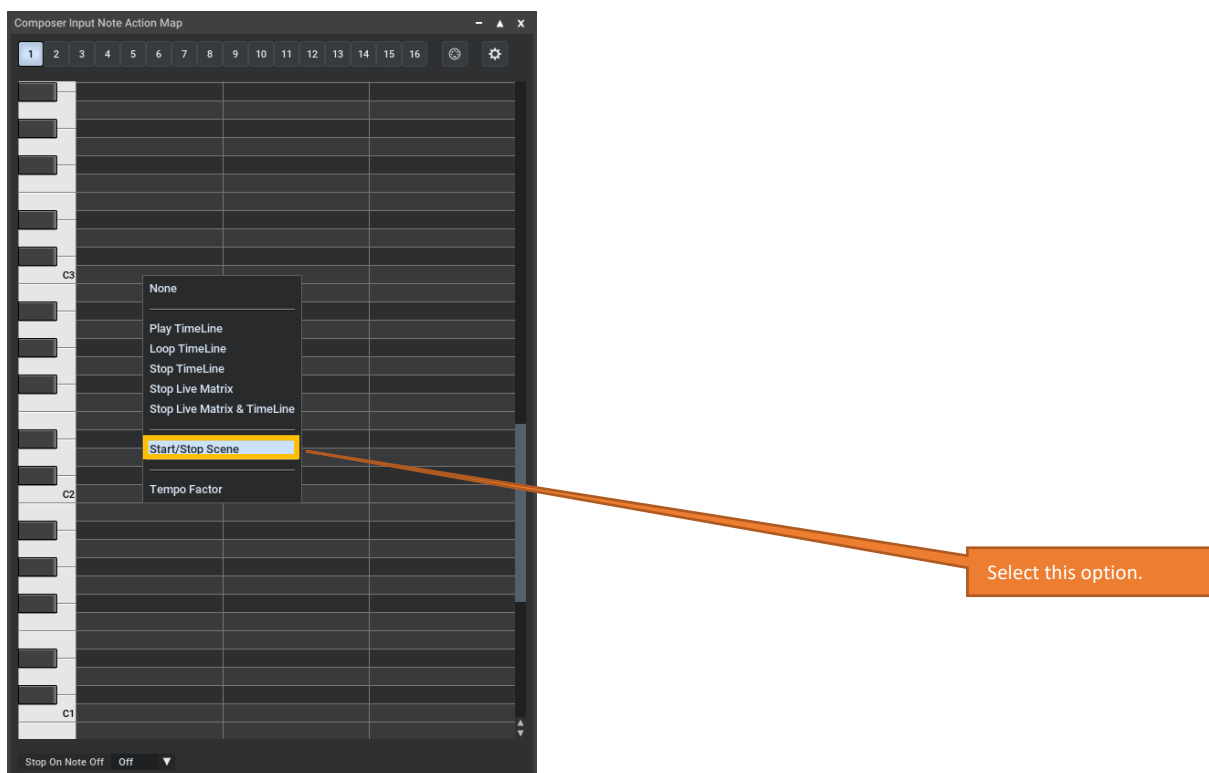 Composer Input Note Action Map
1 2 3 4 5 6 7 8 9 10 11 12 13 14 15 16
C3
None
Play TimeLine
Loop TimeLine
Stop TimeLine
Stop Live Matrix
Stop Live Matrix & TimeLine
Start/Stop Scene
Tempo Factor
C2
Select this option.
C1
Stop On Note Off Off